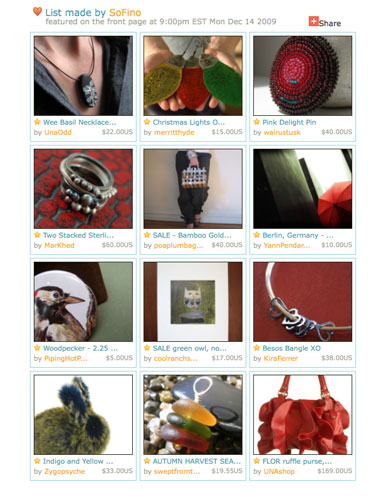 List made by SoFino
featured on the front page at 9:00pm EST Mon Dec 14 2009
Share
Wee Basil Necklace...
by UnaOdd $22.00US
Christmas Lights O...
by merritthyde $15.00US
Pink Delight Pin
by walrustusk $40.00US
Two Stacked Sterli...
by MarKhed $60.00US
SALE - Bamboo Gold...
by poaplumbag... $40.00US
Berlin, Germany - ...
by YannPendar... $10.00US
Woodpecker - 2.25 ...
by PipingHotP... $5.00US
SALE green owl, no...
by coolranchs... $17.00US
Besos Bangle XO
by KiraFerrer $38.00US
Indigo and Yellow ...
by Zygopsyche $33.00US
AUTUMN HARVEST SEA...
by sweptfromt... $19.55US
FLOR ruffle purse,...
by UNAshop $169.00US